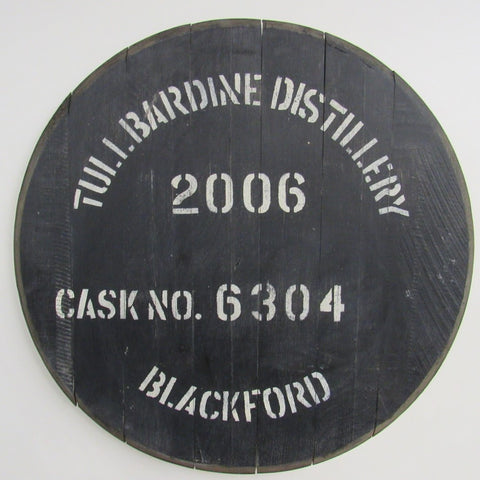 TULLIBARDINE DISTILLERY
2006
CASK NO. 6304
BLACKFORD